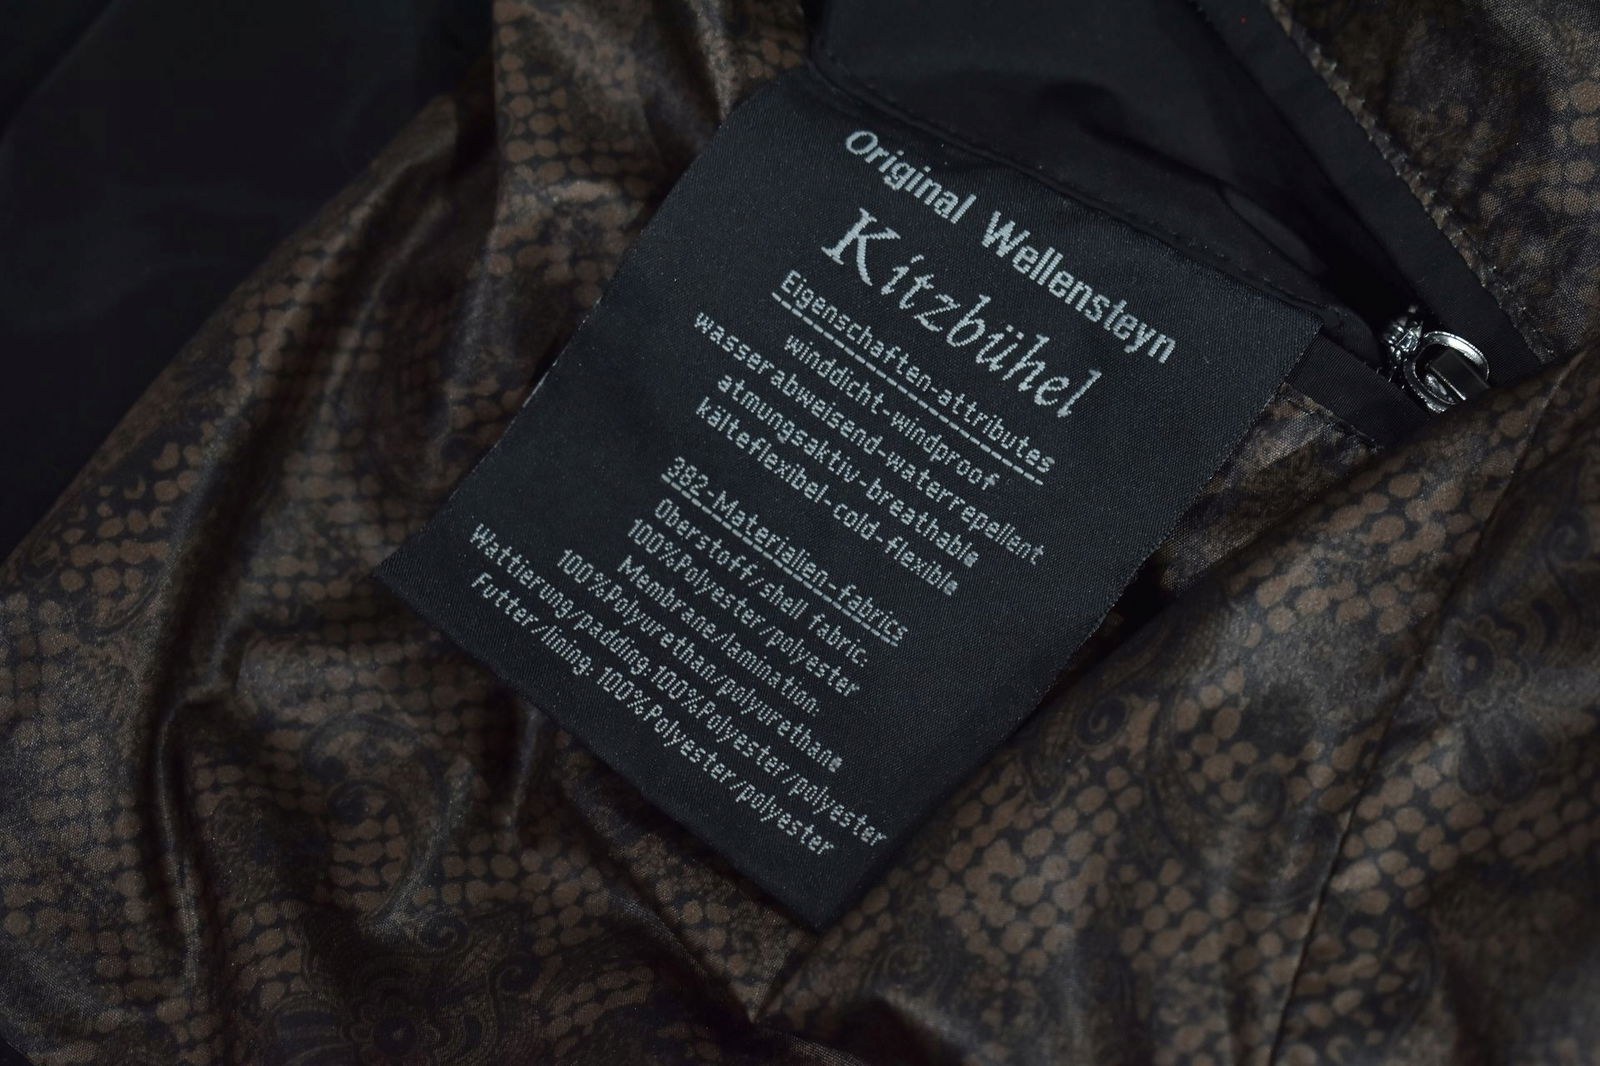 Original Wellensteyn
Kitzbühel
Eigenschaften-attributes
winddicht-windproof
wasserabweisend-waterrepellent
atmungsaktiv-breathable
kälteflexibel-cold-flexible
382-Materialien-fabrics
Oberstoff/shell fabric:
100%Polyester/polyester
Membrane/lamination:
100%Polyurethan/polyurethane
Wattierung/padding:100%Polyester/polyester
Futter/lining: 100%Polyester/polyester